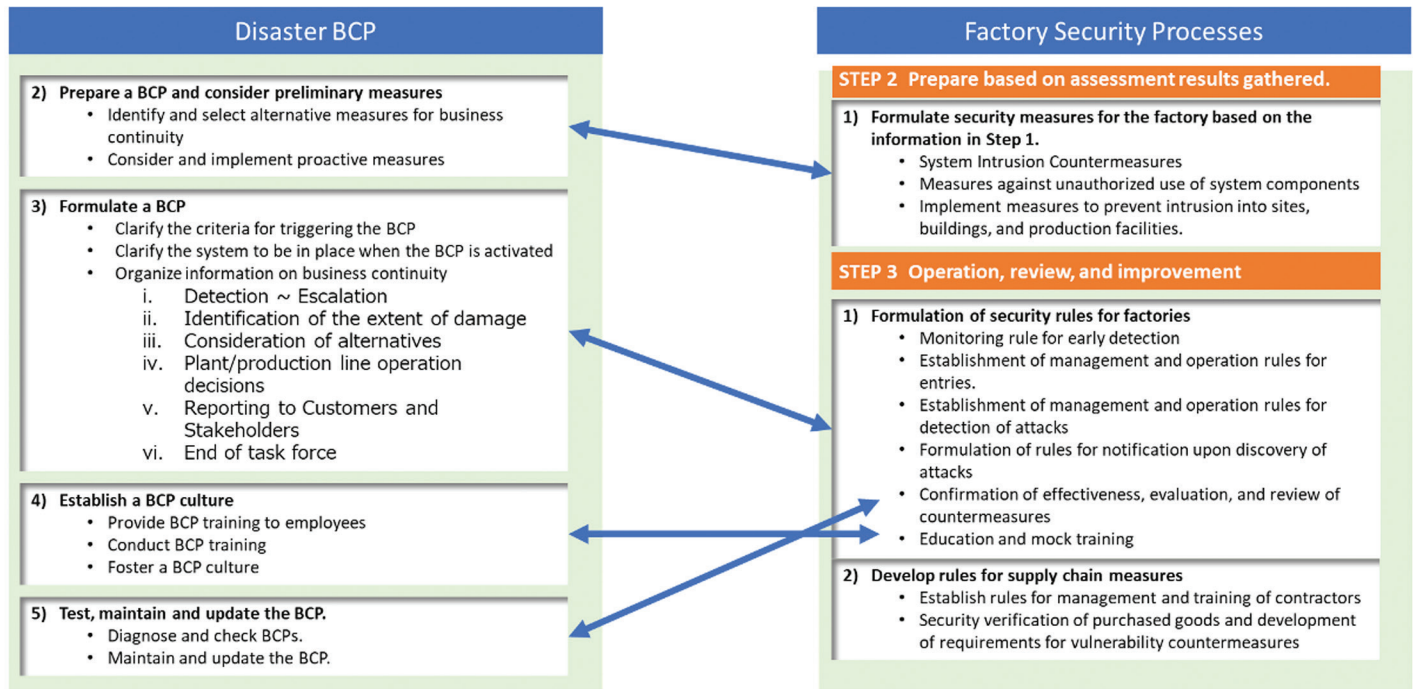 Disaster BCP
2) Prepare a BCP and consider preliminary measures
• Identify and select alternative measures for business
continuity
• Consider and implement proactive measures
3) Formulate a BCP
• Clarify the criteria for triggering the BCP
• Clarify the system to be in place when the BCP is activated
• Organize information on business continuity
i. Detection ~ Escalation
ii. Identification of the extent of damage
iii. Consideration of alternatives
iv. Plant/production line operation
decisions
v. Reporting to Customers and
Stakeholders
vi. End of task force
4) Establish a BCP culture
• Provide BCP training to employees
• Conduct BCP training
• Foster a BCP culture
5) Test, maintain and update the BCP.
• Diagnose and check BCPs.
• Maintain and update the BCP.
Factory Security Processes
STEP 2 Prepare based on assessment results gathered.
1) Formulate security measures for the factory based on the
information in Step 1.
• System Intrusion Countermeasures
• Measures against unauthorized use of system components
• Implement measures to prevent intrusion into sites,
buildings, and production facilities.
STEP 3 Operation, review, and improvement
1) Formulation of security rules for factories
• Monitoring rule for early detection
• Establishment of management and operation rules for
entries.
• Establishment of management and operation rules for
detection of attacks
• Formulation of rules for notification upon discovery of
attacks
• Confirmation of effectiveness, evaluation, and review of
countermeasures
• Education and mock training
2) Develop rules for supply chain measures
• Establish rules for management and training of contractors
• Security verification of purchased goods and development
of requirements for vulnerability countermeasures